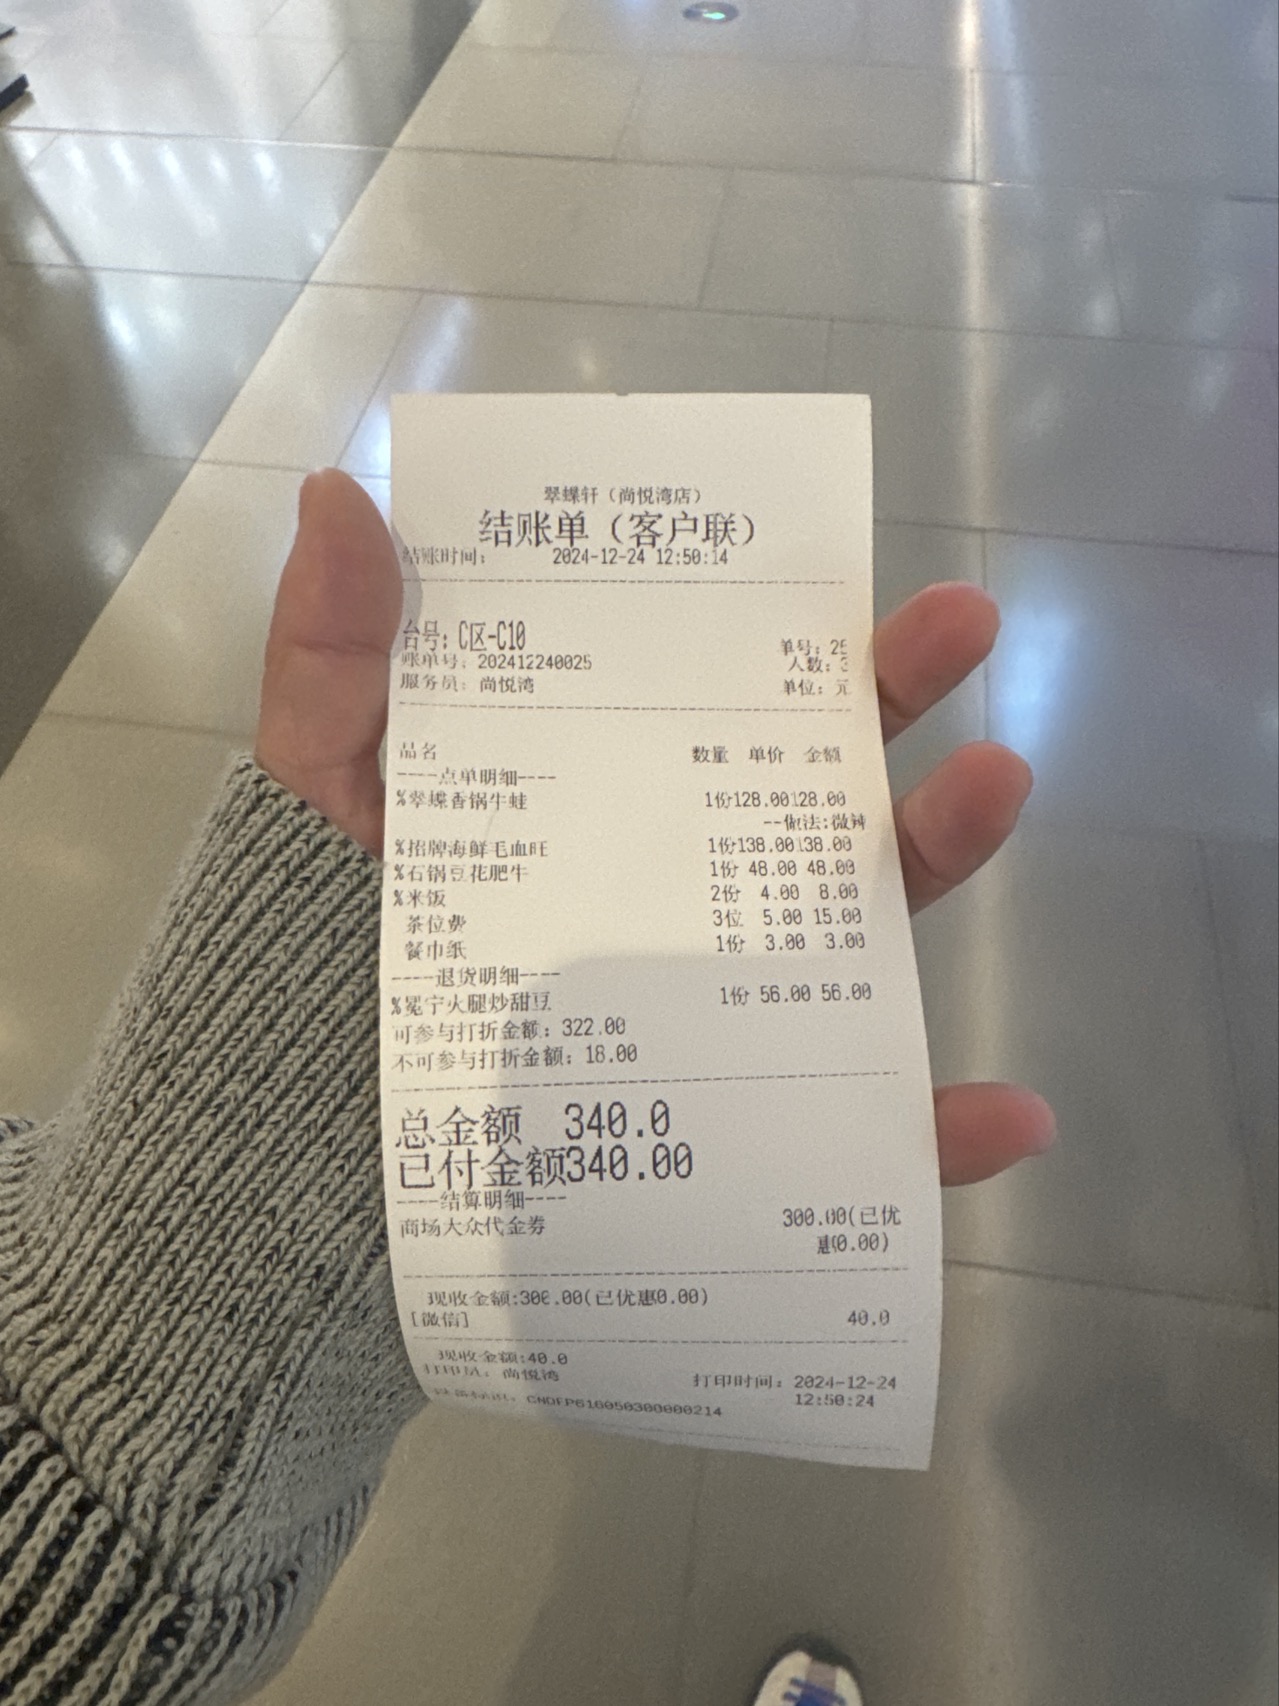 翠蝶轩（尚悦湾店）
结账单（客户联）
结账时间： 2024-12-24 12:50:14
台号：C区-C10
单号：25
账单号：202412240025
人数：3
服务员：尚悦湾
单位：元
品名 数量 单价 金额
----点单明细----
%翠蝶香锅牛蛙 1份128.00128.00
--做法:微辣
%招牌海鲜毛血旺 1份138.00138.00
%石锅豆花肥牛 1份 48.00 48.00
%米饭 2份 4.00 8.00
茶位费 3位 5.00 15.00
餐巾纸 1份 3.00 3.00
----退货明细----
%冕宁火腿炒甜豆 1份 56.00 56.00
可参与打折金额：322.00
不可参与打折金额：18.00
总金额 340.0
已付金额340.00
----结算明细----
商场大众代金券 300.00(已优
惠0.00)
现收金额:300.00(已优惠0.00)
[微信] 40.0
现收金额:40.0
打印员：尚悦湾 打印时间：2024-12-24
12:50:24